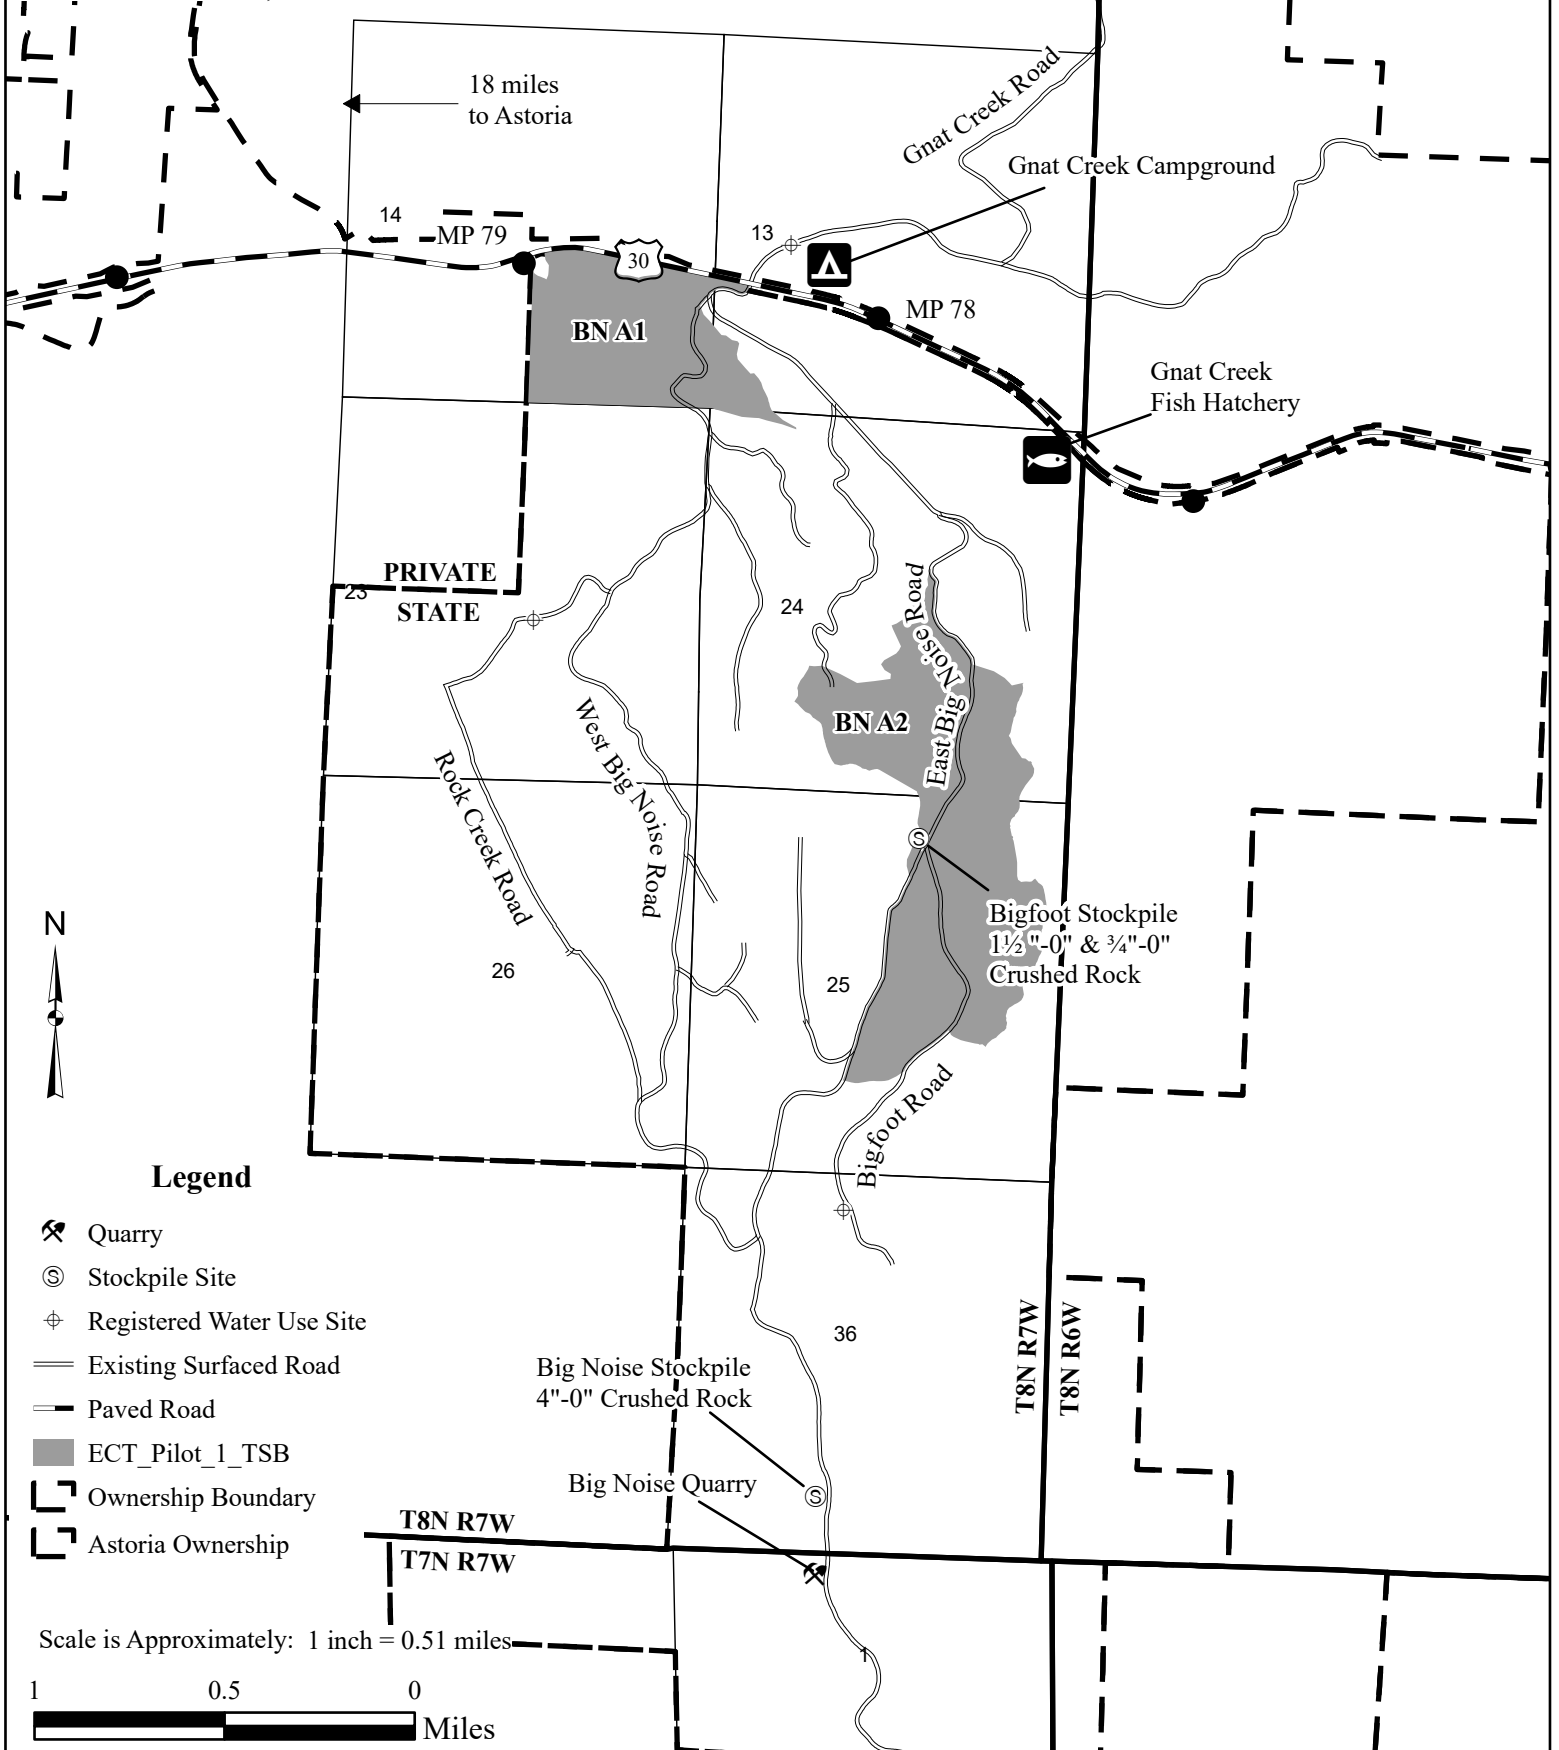 18 miles
to Astoria
Gnat Creek Road
Gnat Creek Campground
14
MP 79
30
13
MP 78
BN A1
Gnat Creek
Fish Hatchery
PRIVATE
23
STATE
24
East Big Noise Road
BN A2
West Big Noise Road
Rock Creek Road
S
Bigfoot Stockpile
1½ "-0" & ¾"-0"
Crushed Rock
N
26
25
Bigfoot Road
Legend
Quarry
S Stockpile Site
Registered Water Use Site
Existing Surfaced Road
Paved Road
ECT_Pilot_1_TSB
Ownership Boundary
Astoria Ownership
36
T8N R7W
T8N R6W
Big Noise Stockpile
4"-0" Crushed Rock
Big Noise Quarry
S
T8N R7W
T7N R7W
1
Scale is Approximately: 1 inch = 0.51 miles
1 0.5 0
Miles